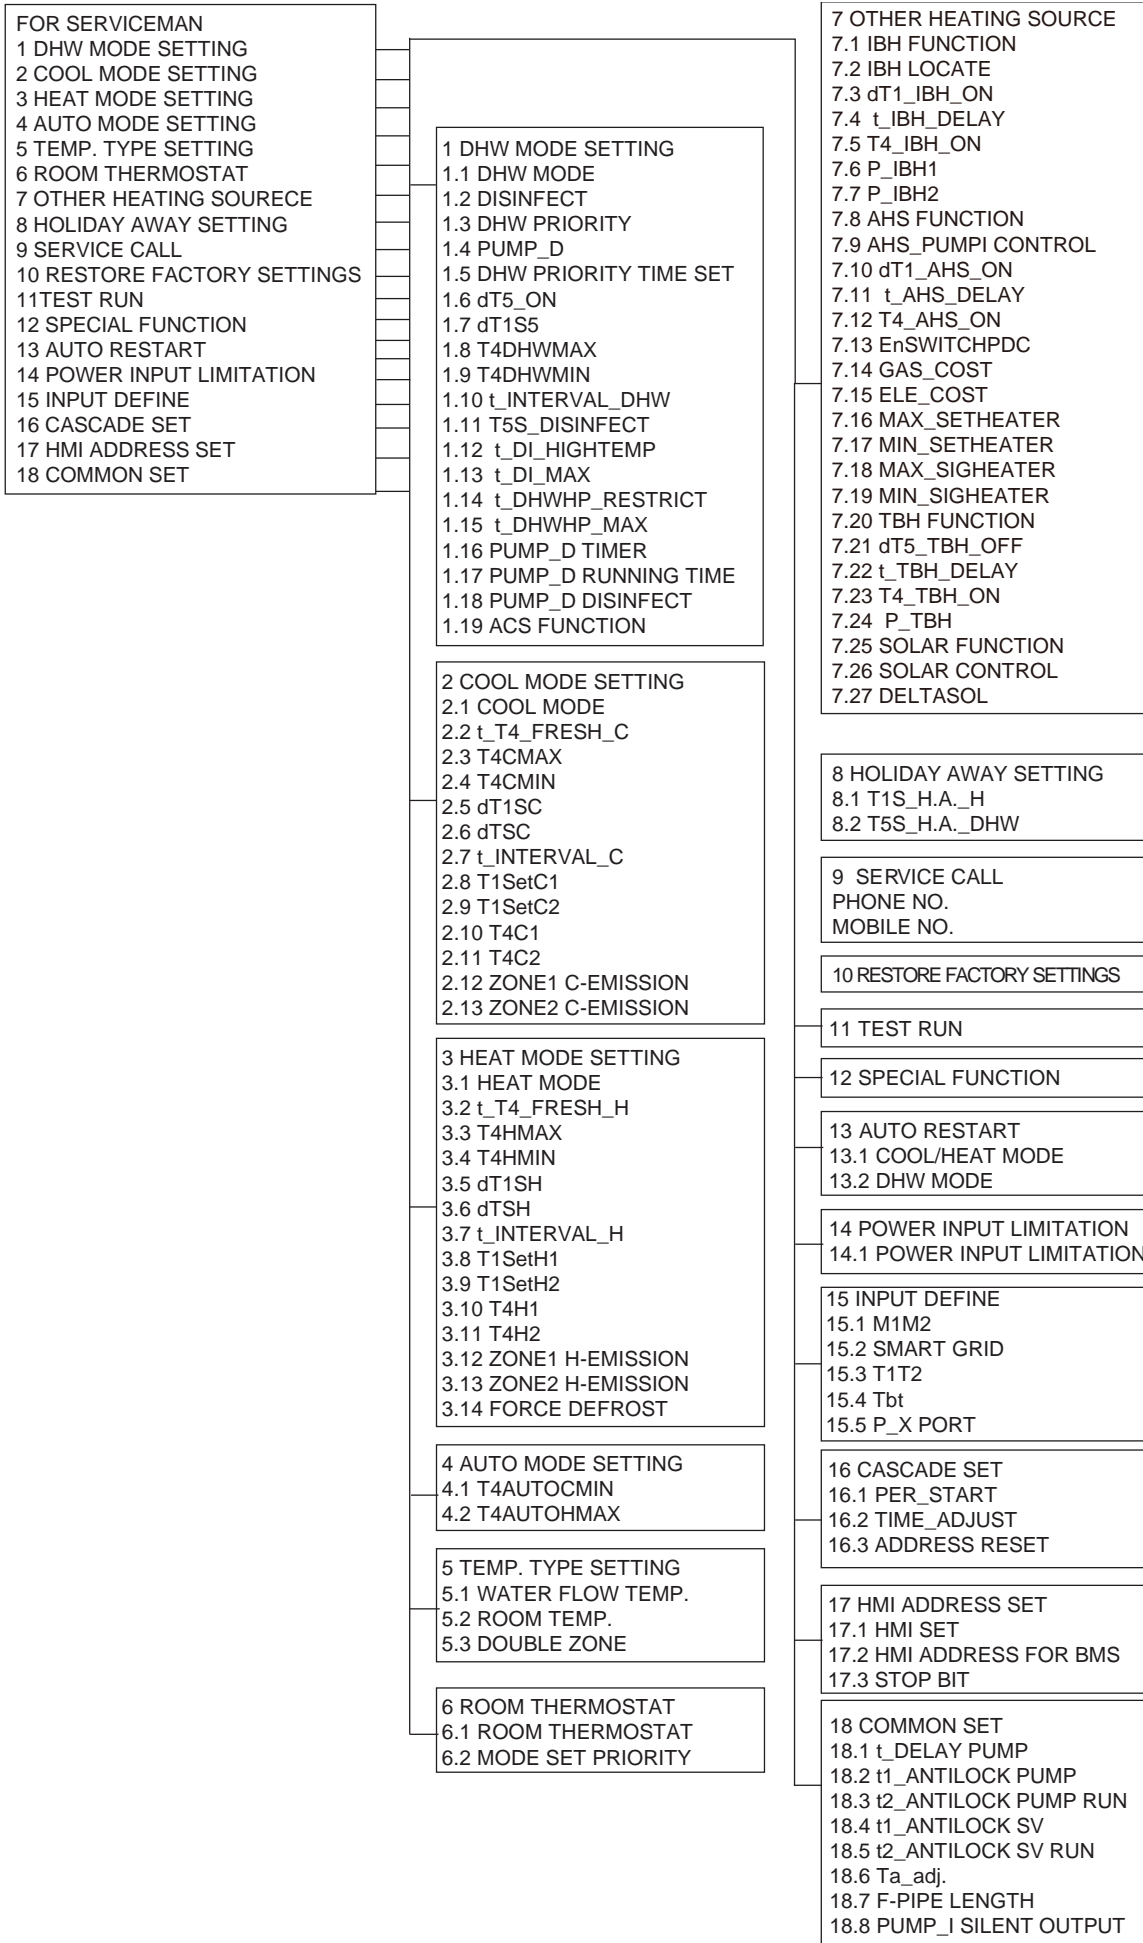 FOR SERVICEMAN
1 DHW MODE SETTING
2 COOL MODE SETTING
3 HEAT MODE SETTING
4 AUTO MODE SETTING
5 TEMP. TYPE SETTING
6 ROOM THERMOSTAT
7 OTHER HEATING SOURECE
8 HOLIDAY AWAY SETTING
9 SERVICE CALL
10 RESTORE FACTORY SETTINGS
11TEST RUN
12 SPECIAL FUNCTION
13 AUTO RESTART
14 POWER INPUT LIMITATION
15 INPUT DEFINE
16 CASCADE SET
17 HMI ADDRESS SET
18 COMMON SET
1 DHW MODE SETTING
1.1 DHW MODE
1.2 DISINFECT
1.3 DHW PRIORITY
1.4 PUMP_D
1.5 DHW PRIORITY TIME SET
1.6 dT5_ON
1.7 dT1S5
1.8 T4DHWMAX
1.9 T4DHWMIN
1.10 t_INTERVAL_DHW
1.11 T5S_DISINFECT
1.12 t_DI_HIGHTEMP
1.13 t_DI_MAX
1.14 t_DHWHP_RESTRICT
1.15 t_DHWHP_MAX
1.16 PUMP_D TIMER
1.17 PUMP_D RUNNING TIME
1.18 PUMP_D DISINFECT
1.19 ACS FUNCTION
2 COOL MODE SETTING
2.1 COOL MODE
2.2 t_T4_FRESH_C
2.3 T4CMAX
2.4 T4CMIN
2.5 dT1SC
2.6 dTSC
2.7 t_INTERVAL_C
2.8 T1SetC1
2.9 T1SetC2
2.10 T4C1
2.11 T4C2
2.12 ZONE1 C-EMISSION
2.13 ZONE2 C-EMISSION
3 HEAT MODE SETTING
3.1 HEAT MODE
3.2 t_T4_FRESH_H
3.3 T4HMAX
3.4 T4HMIN
3.5 dT1SH
3.6 dTSH
3.7 t_INTERVAL_H
3.8 T1SetH1
3.9 T1SetH2
3.10 T4H1
3.11 T4H2
3.12 ZONE1 H-EMISSION
3.13 ZONE2 H-EMISSION
3.14 FORCE DEFROST
4 AUTO MODE SETTING
4.1 T4AUTOCMIN
4.2 T4AUTOHMAX
5 TEMP. TYPE SETTING
5.1 WATER FLOW TEMP.
5.2 ROOM TEMP.
5.3 DOUBLE ZONE
6 ROOM THERMOSTAT
6.1 ROOM THERMOSTAT
6.2 MODE SET PRIORITY
7 OTHER HEATING SOURCE
7.1 IBH FUNCTION
7.2 IBH LOCATE
7.3 dT1_IBH_ON
7.4 t_IBH_DELAY
7.5 T4_IBH_ON
7.6 P_IBH1
7.7 P_IBH2
7.8 AHS FUNCTION
7.9 AHS_PUMPI CONTROL
7.10 dT1_AHS_ON
7.11 t_AHS_DELAY
7.12 T4_AHS_ON
7.13 EnSWITCHPDC
7.14 GAS_COST
7.15 ELE_COST
7.16 MAX_SETHEATER
7.17 MIN_SETHEATER
7.18 MAX_SIGHEATER
7.19 MIN_SIGHEATER
7.20 TBH FUNCTION
7.21 dT5_TBH_OFF
7.22 t_TBH_DELAY
7.23 T4_TBH_ON
7.24 P_TBH
7.25 SOLAR FUNCTION
7.26 SOLAR CONTROL
7.27 DELTASOL
8 HOLIDAY AWAY SETTING
8.1 T1S_H.A._H
8.2 T5S_H.A._DHW
9 SERVICE CALL
PHONE NO.
MOBILE NO.
10 RESTORE FACTORY SETTINGS
11 TEST RUN
12 SPECIAL FUNCTION
13 AUTO RESTART
13.1 COOL/HEAT MODE
13.2 DHW MODE
14 POWER INPUT LIMITATION
14.1 POWER INPUT LIMITATION
15 INPUT DEFINE
15.1 M1M2
15.2 SMART GRID
15.3 T1T2
15.4 Tbt
15.5 P_X PORT
16 CASCADE SET
16.1 PER_START
16.2 TIME_ADJUST
16.3 ADDRESS RESET
17 HMI ADDRESS SET
17.1 HMI SET
17.2 HMI ADDRESS FOR BMS
17.3 STOP BIT
18 COMMON SET
18.1 t_DELAY PUMP
18.2 t1_ANTILOCK PUMP
18.3 t2_ANTILOCK PUMP RUN
18.4 t1_ANTILOCK SV
18.5 t2_ANTILOCK SV RUN
18.6 Ta_adj.
18.7 F-PIPE LENGTH
18.8 PUMP_I SILENT OUTPUT